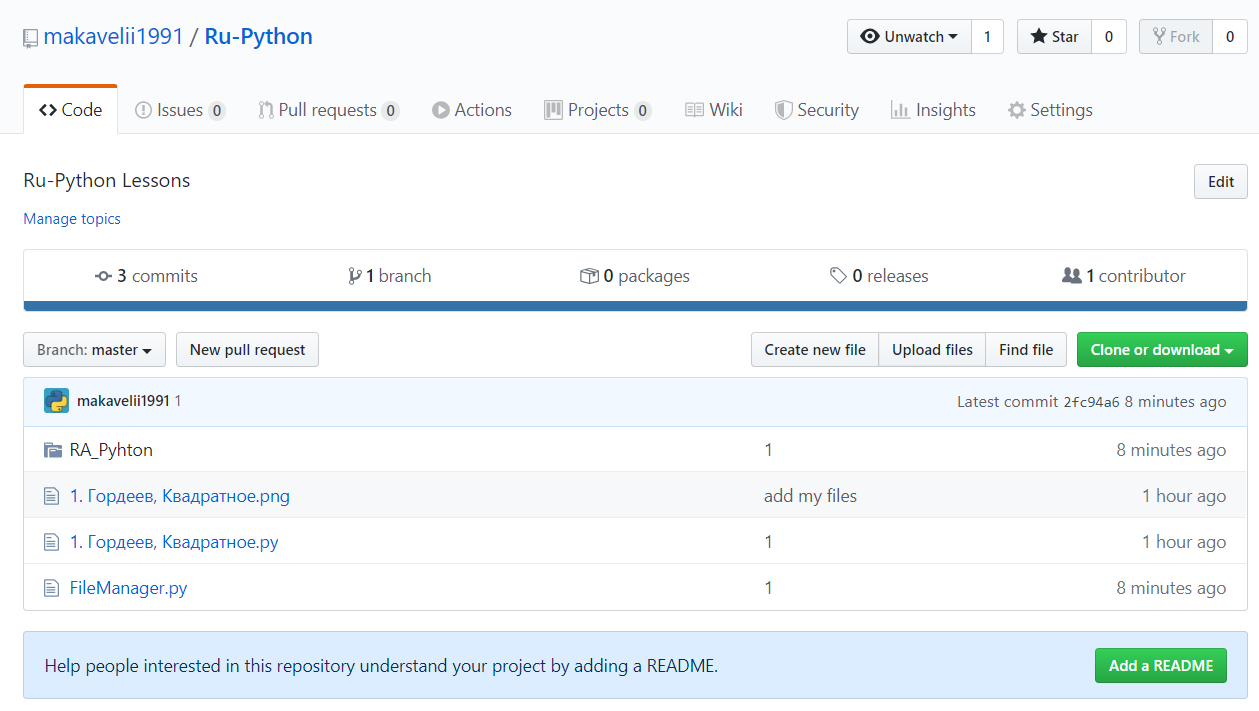 makavelii1991 / Ru-Python
Unwatch 1 Star 0 Fork 0
Code Issues 0 Pull requests 0 Actions Projects 0 Wiki Security Insights Settings
Ru-Python Lessons Edit
Manage topics
3 commits 1 branch 0 packages 0 releases 1 contributor
Branch: master New pull request Create new file Upload files Find file Clone or download
makavelii1991 1 Latest commit 2fc94a6 8 minutes ago
RA_Pyhton 1 8 minutes ago
1. Гордеев, Квадратное.png add my files 1 hour ago
1. Гордеев, Квадратное.py 1 1 hour ago
FileManager.py 1 8 minutes ago
Help people interested in this repository understand your project by adding a README. Add a README